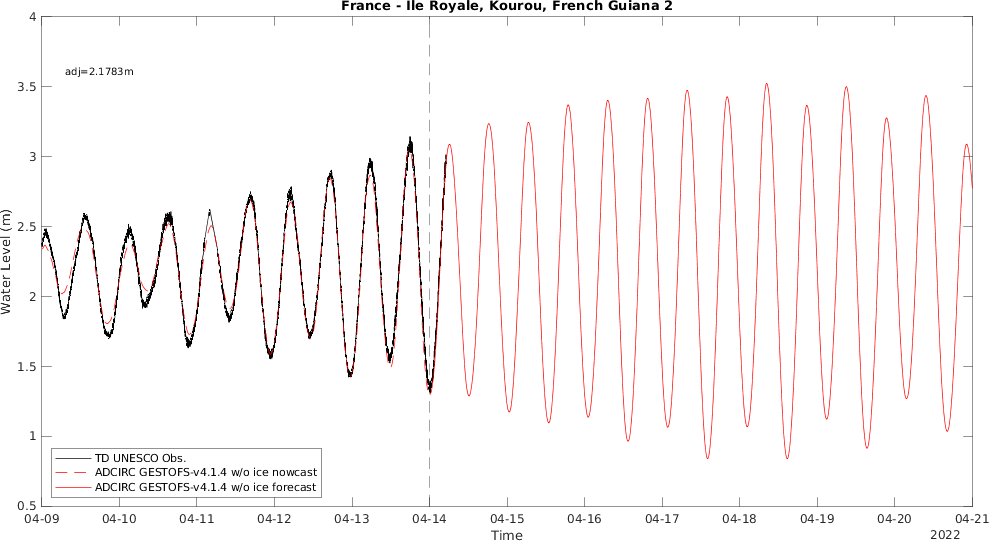 France - Ile Royale, Kourou, French Guiana 2
4
3.5
3
2.5
2
1.5
1
0.5
Water Level (m)
adj=2.1783m
TD UNESCO Obs.
ADCIRC GESTOFS-v4.1.4 w/o ice nowcast
ADCIRC GESTOFS-v4.1.4 w/o ice forecast
04-09 04-10 04-11 04-12 04-13 04-14 04-15 04-16 04-17 04-18 04-19 04-20 04-21
Time
2022